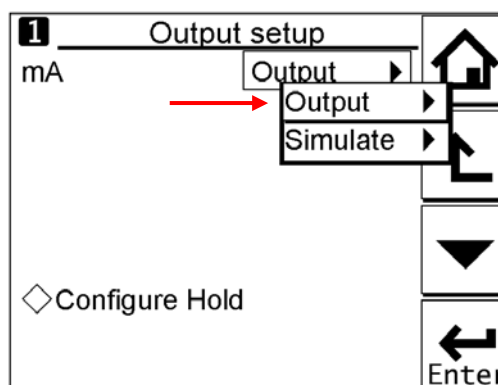 1 Output setup
mA Output
Output
Simulate
Configure Hold
Enter